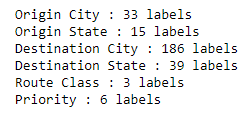 Origin City : 33 labels
Origin State : 15 labels
Destination City : 186 labels
Destination State : 39 labels
Route Class : 3 labels
Priority : 6 labels